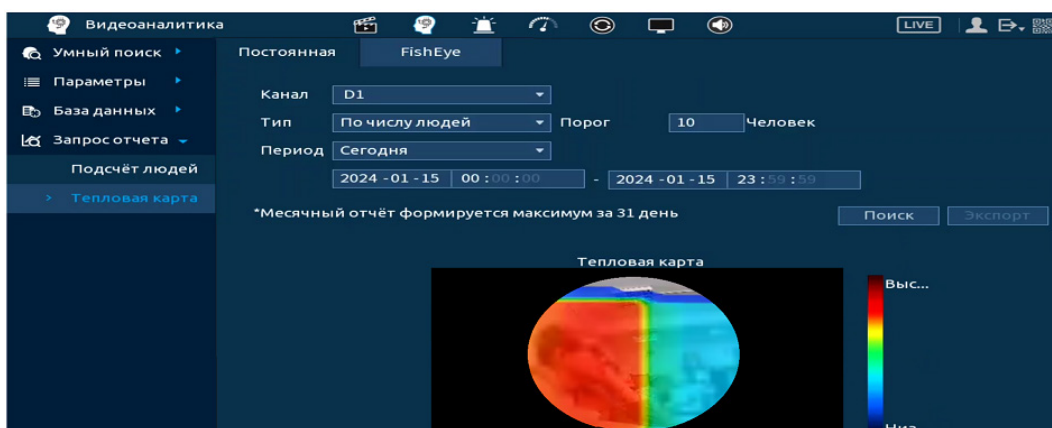 Видеоаналитика
LIVE
Умный поиск
Параметры
База данных
Запрос отчета
Подсчёт людей
> Тепловая карта
Постоянная FishEye
Канал D1
Тип По числу людей Порог 10 Человек
Период Сегодня
2024 -01 -15 00 :00 :00 - 2024 -01 -15 23 :59 :59
*Месячный отчёт формируется максимум за 31 день
Поиск Экспорт
Тепловая карта
Выс...